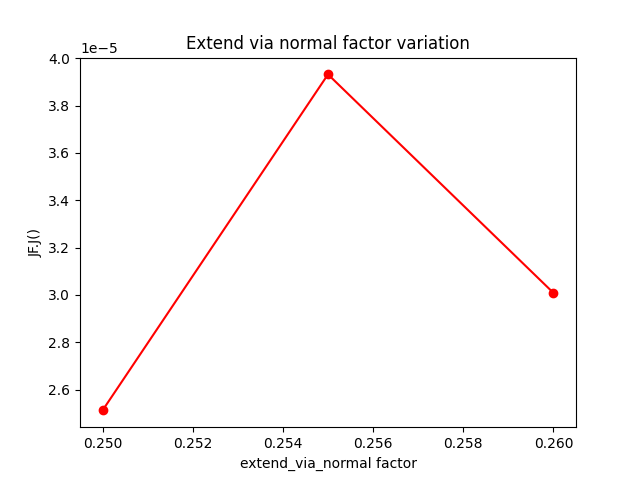 Extend via normal factor variation
1e−5
4.0
3.8
3.6
3.4
3.2
3.0
2.8
2.6
JF.J()
0.250 0.252 0.254 0.256 0.258 0.260
extend_via_normal factor